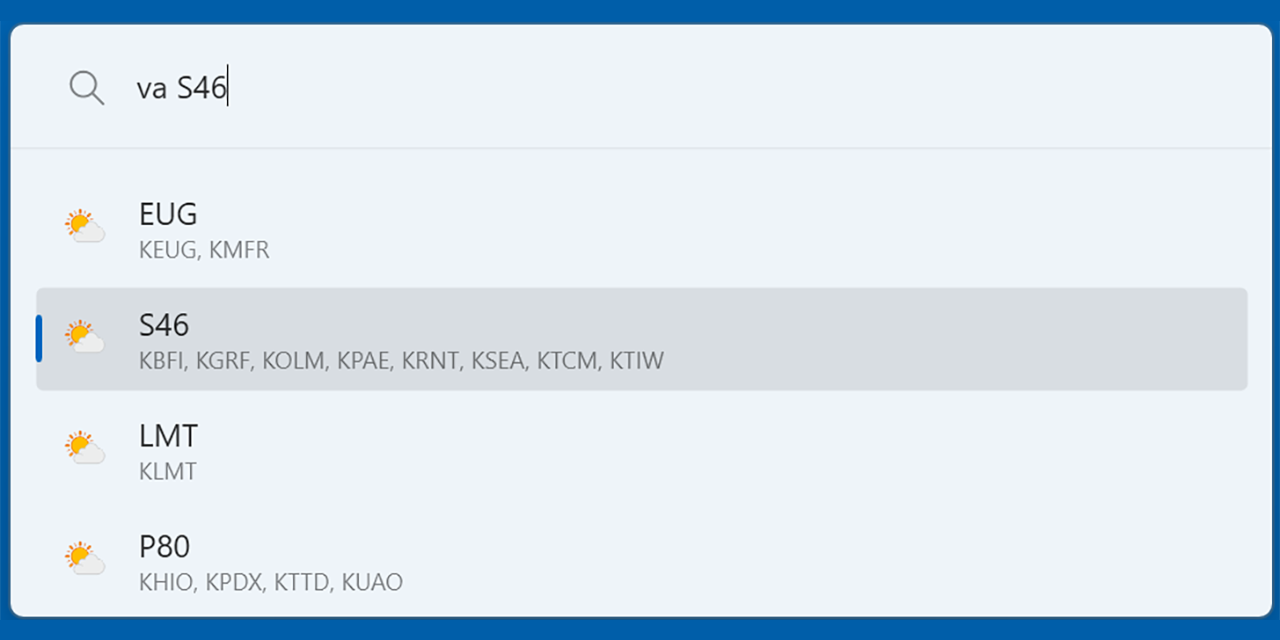 va S46
EUG
KEUG, KMFR
S46
KBFI, KGRF, KOLM, KPAE, KRNT, KSEA, KTCM, KTIW
LMT
KLMT
P80
KHIO, KPDX, KTTD, KUAO